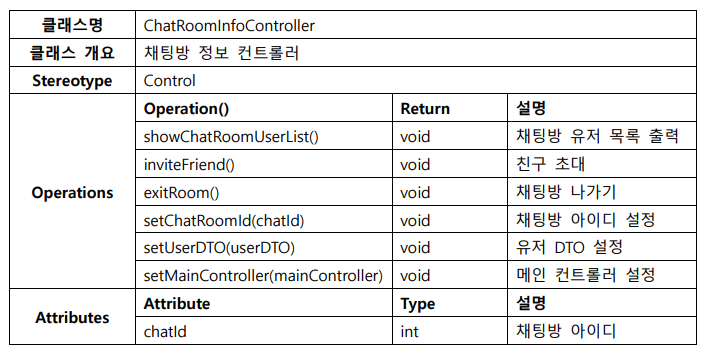 클래스명 ChatRoomInfoController
클래스 개요 채팅방 정보 컨트롤러
Stereotype Control
Operations
Operation() Return 설명
showChatRoomUserList() void 채팅방 유저 목록 출력
inviteFriend() void 친구 초대
exitRoom() void 채팅방 나가기
setChatRoomId(chatId) void 채팅방 아이디 설정
setUserDTO(userDTO) void 유저 DTO 설정
setMainController(mainController) void 메인 컨트롤러 설정
Attributes
Attribute Type 설명
chatId int 채팅방 아이디